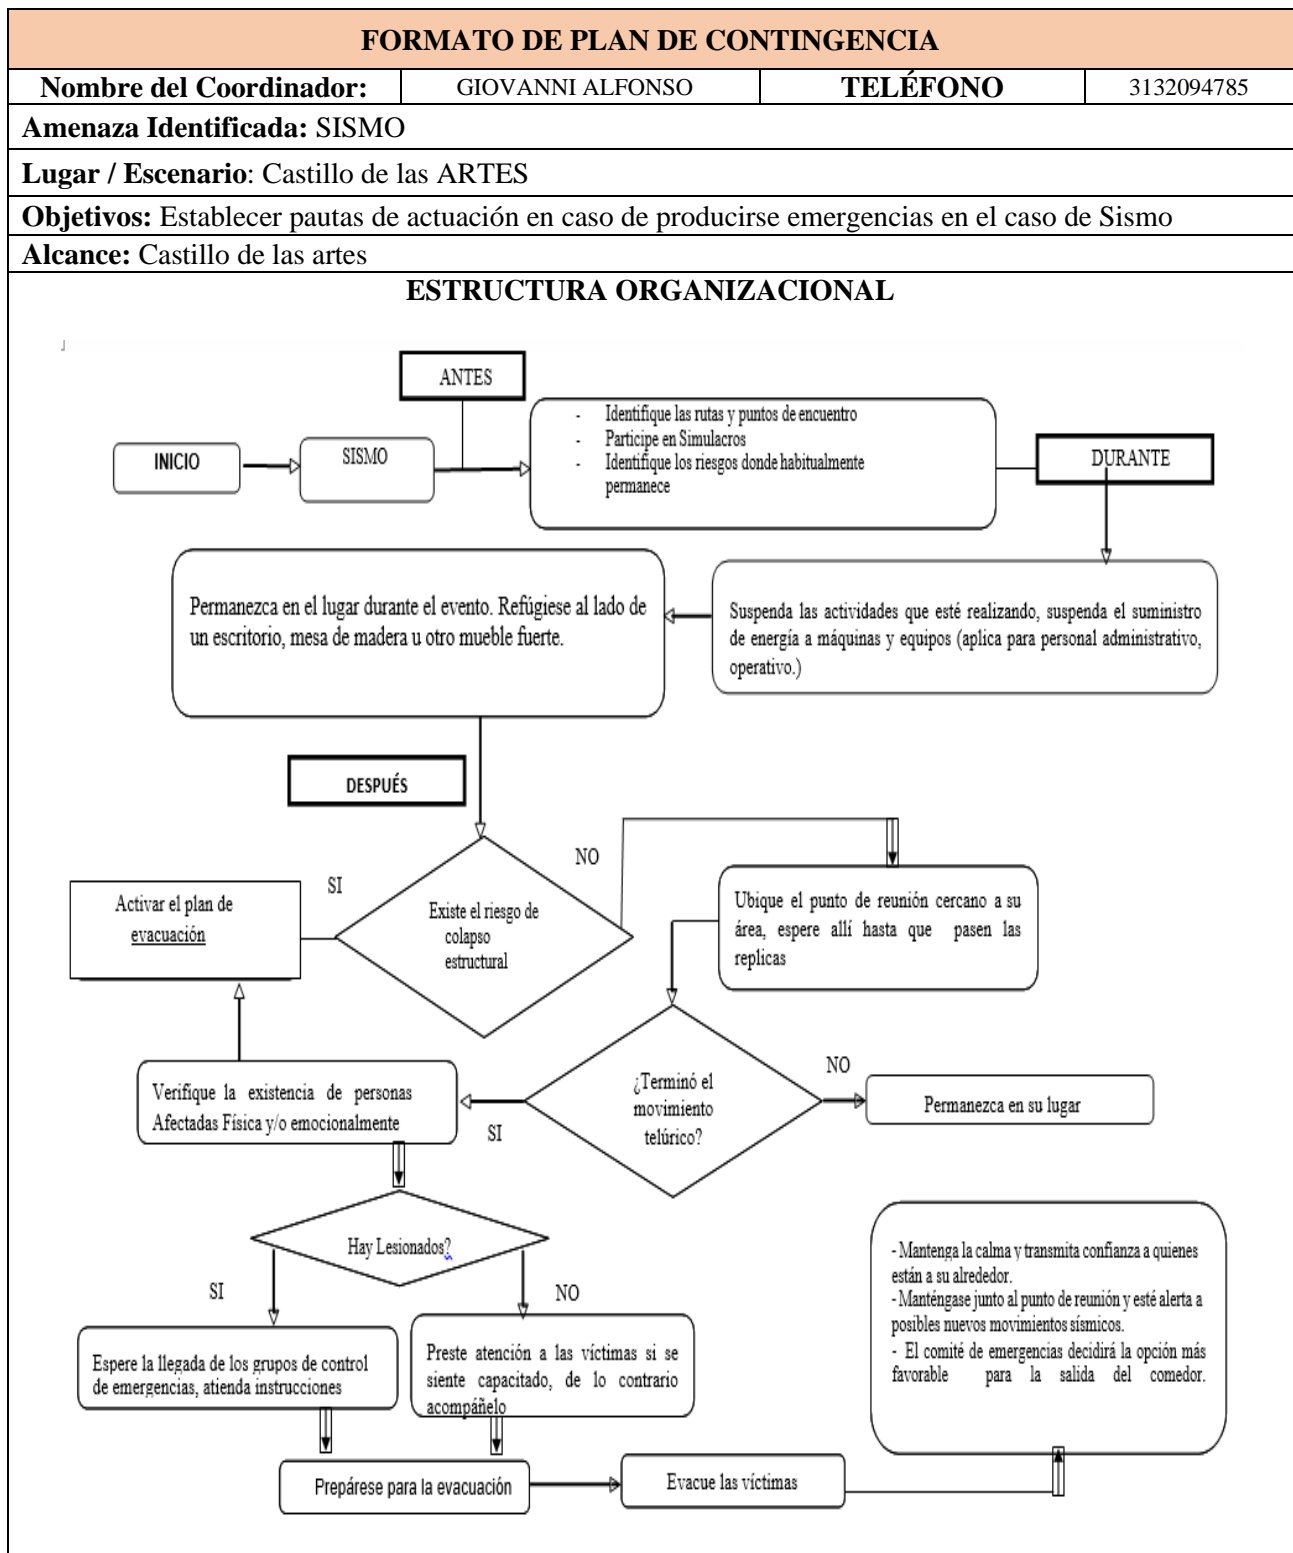 FORMATO DE PLAN DE CONTINGENCIA
Nombre del Coordinador: GIOVANNI ALFONSO TELÉFONO 3132094785
Amenaza Identificada: SISMO
Lugar / Escenario: Castillo de las ARTES
Objetivos: Establecer pautas de actuación en caso de producirse emergencias en el caso de Sismo
Alcance: Castillo de las artes
ESTRUCTURA ORGANIZACIONAL
ANTES
INICIO
SISMO
- Identifique las rutas y puntos de encuentro
- Participe en Simulacros
- Identifique los riesgos donde habitualmente
permanece
DURANTE
Suspenda las actividades que esté realizando, suspenda el suministro
de energía a máquinas y equipos (aplica para personal administrativo,
operativo.)
Permanezca en el lugar durante el evento. Refúgiese al lado de
un escritorio, mesa de madera u otro mueble fuerte.
DESPUÉS
Existe el riesgo de
colapso
estructural
SI
NO
Activar el plan de
evacuación
Ubique el punto de reunión cercano a su
área, espere allí hasta que pasen las
replicas
¿Terminó el
movimiento
telúrico?
NO
SI
Permanezca en su lugar
Verifique la existencia de personas
Afectadas Física y/o emocionalmente
Hay Lesionados?
SI
NO
Espere la llegada de los grupos de control
de emergencias, atienda instrucciones
Preste atención a las víctimas si se
siente capacitado, de lo contrario
acompáñelo
Prepárese para la evacuación
Evacue las víctimas
- Mantenga la calma y transmita confianza a quienes
están a su alrededor.
- Manténgase junto al punto de reunión y esté alerta a
posibles nuevos movimientos sísmicos.
- El comité de emergencias decidirá la opción más
favorable para la salida del comedor.